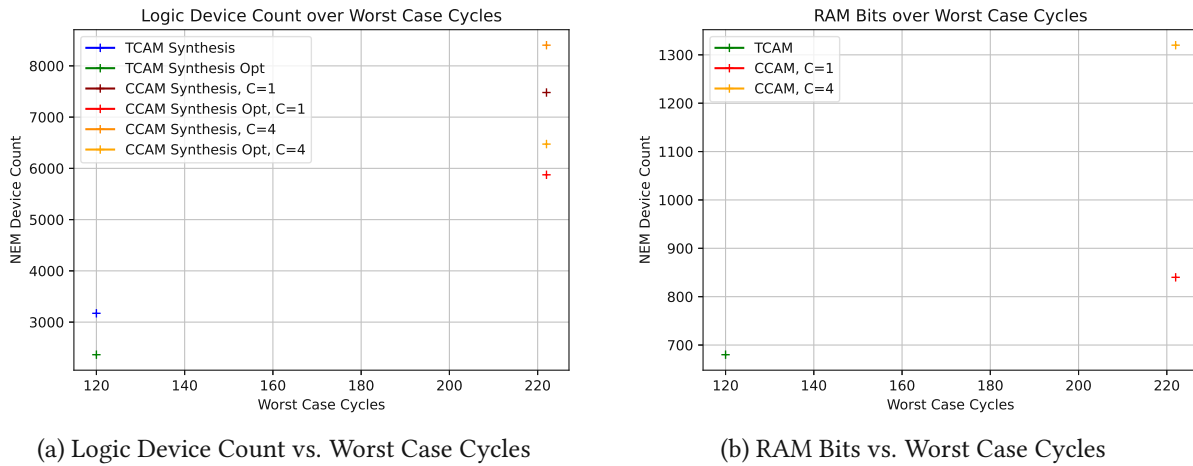 Logic Device Count over Worst Case Cycles
TCAM Synthesis
TCAM Synthesis Opt
CCAM Synthesis, C=1
CCAM Synthesis Opt, C=1
CCAM Synthesis, C=4
CCAM Synthesis Opt, C=4
NEM Device Count
8000
7000
6000
5000
4000
3000
120 140 160 180 200 220
Worst Case Cycles
(a) Logic Device Count vs. Worst Case Cycles
RAM Bits over Worst Case Cycles
TCAM
CCAM, C=1
CCAM, C=4
NEM Device Count
1300
1200
1100
1000
900
800
700
120 140 160 180 200 220
Worst Case Cycles
(b) RAM Bits vs. Worst Case Cycles